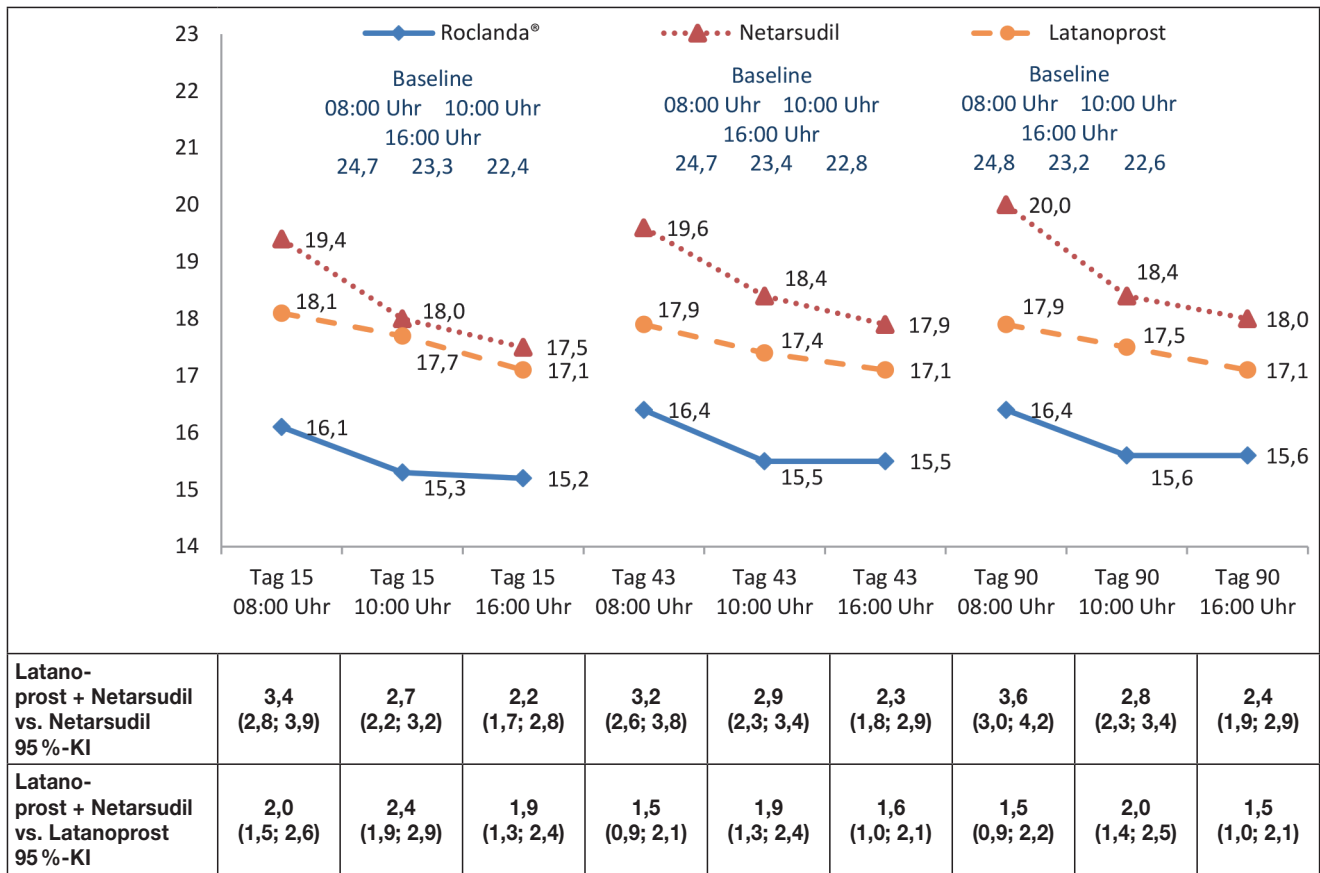 Roclanda® Netarsudil Latanoprost
23
22
21
20
19
18
17
16
15
14
Baseline
08:00 Uhr 10:00 Uhr
16:00 Uhr
24,7 23,3 22,4
Baseline
08:00 Uhr 10:00 Uhr
16:00 Uhr
24,7 23,4 22,8
Baseline
08:00 Uhr 10:00 Uhr
16:00 Uhr
24,8 23,2 22,6
19,4
18,0
17,5
19,6
18,4
17,9
20,0
18,4
18,0
18,1
17,7
17,1
17,9
17,4
17,1
17,9
17,5
17,1
16,1
15,3
15,2
16,4
15,5
15,5
16,4
15,6
15,6
Tag 15 Tag 15 Tag 15 Tag 43 Tag 43 Tag 43 Tag 90 Tag 90 Tag 90
08:00 Uhr 10:00 Uhr 16:00 Uhr 08:00 Uhr 10:00 Uhr 16:00 Uhr 08:00 Uhr 10:00 Uhr 16:00 Uhr
Latano-
prost + Netarsudil
vs. Netarsudil
95 %-KI
3,4 2,7 2,2 3,2 2,9 2,3 3,6 2,8 2,4
(2,8; 3,9) (2,2; 3,2) (1,7; 2,8) (2,6; 3,8) (2,3; 3,4) (1,8; 2,9) (3,0; 4,2) (2,3; 3,4) (1,9; 2,9)
Latano-
prost + Netarsudil
vs. Latanoprost
95 %-KI
2,0 2,4 1,9 1,5 1,9 1,6 1,5 2,0 1,5
(1,5; 2,6) (1,9; 2,9) (1,3; 2,4) (0,9; 2,1) (1,3; 2,4) (1,0; 2,1) (0,9; 2,2) (1,4; 2,5) (1,0; 2,1)